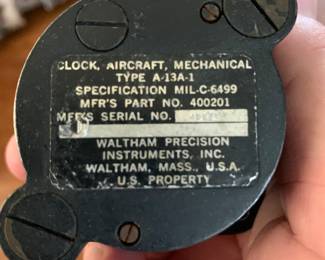 CLOCK, AIRCRAFT, MECHANICAL
TYPE A-13A-1
SPECIFICATION MIL-C-6499
MFR'S PART NO. 400201
MFR'S SERIAL NO.
WALTHAM PRECISION
INSTRUMENTS, INC.
WALTHAM, MASS., U.S.A.
U.S. PROPERTY